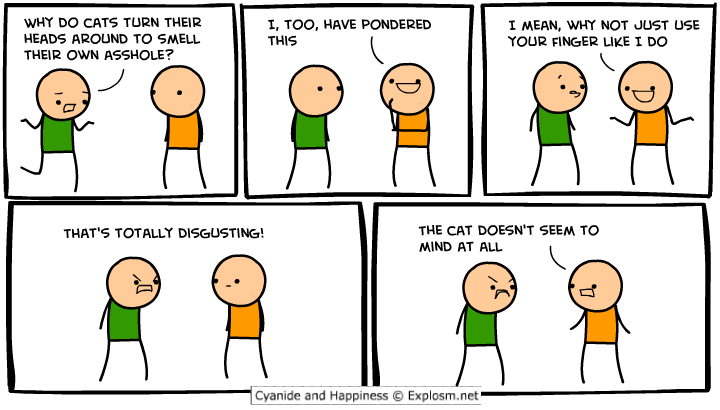 WHY DO CATS TURN THEIR
HEADS AROUND TO SMELL
THEIR OWN ASSHOLE?
I, TOO, HAVE PONDERED
THIS
I MEAN, WHY NOT JUST USE
YOUR FINGER LIKE I DO
THAT'S TOTALLY DISGUSTING!
THE CAT DOESN'T SEEM TO
MIND AT ALL
Cyanide and Happiness © Explosm.net